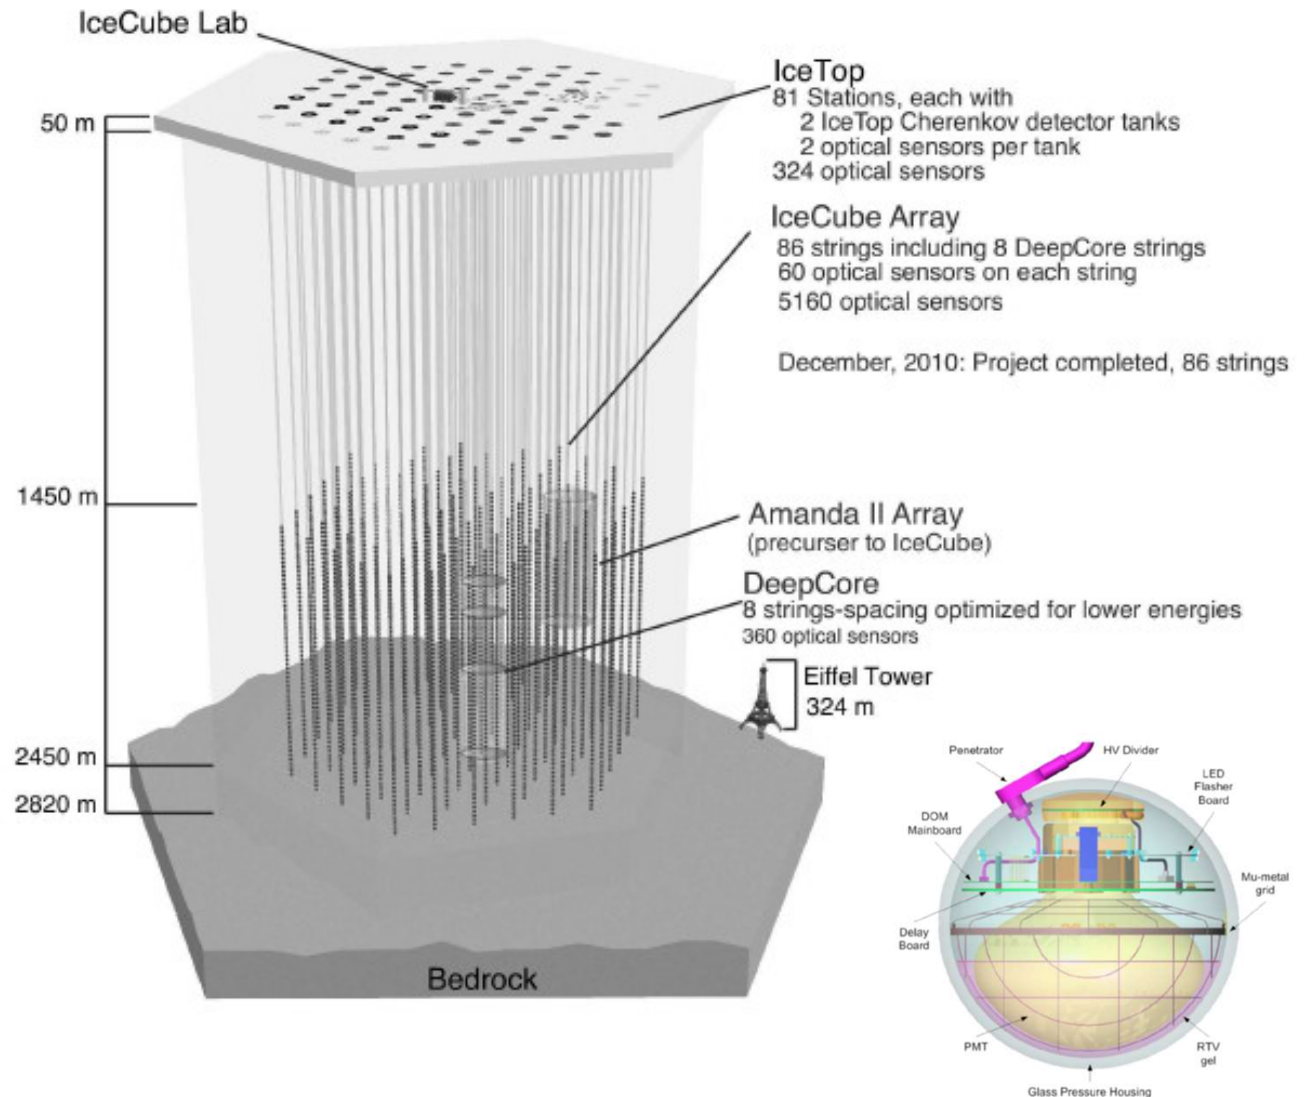 IceCube Lab
IceTop
81 Stations, each with
2 IceTop Cherenkov detector tanks
2 optical sensors per tank
324 optical sensors
50 m
IceCube Array
86 strings including 8 DeepCore strings
60 optical sensors on each string
5160 optical sensors
December, 2010: Project completed, 86 strings
1450 m
Amanda II Array
(precurser to IceCube)
DeepCore
8 strings-spacing optimized for lower energies
360 optical sensors
Eiffel Tower
324 m
2450 m
2820 m
Bedrock
Penetrator
HV Divider
LED
Flasher
Board
DOM
Mainboard
Mu-metal
grid
Delay
Board
PMT
RTV
gel
Glass Pressure Housing